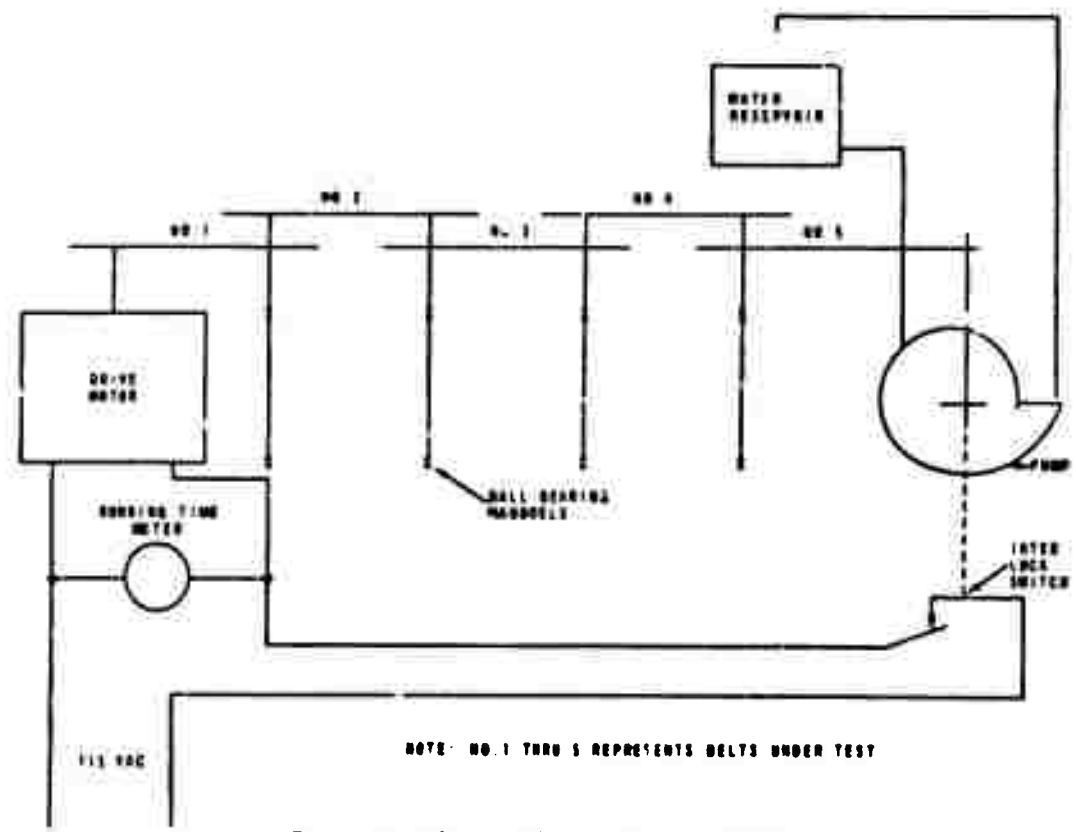 WATER
RESERVOIR
NO 2
NO 4
NO 1
NO 5
DRIVE
MOTOR
PUMP
BALL BEARING
RUNNING TIME
METER
INTER
LOCK
SWITCH
115 VAC
NOTE: NO.1 THRU 5 REPRESENTS BELTS UNDER TEST